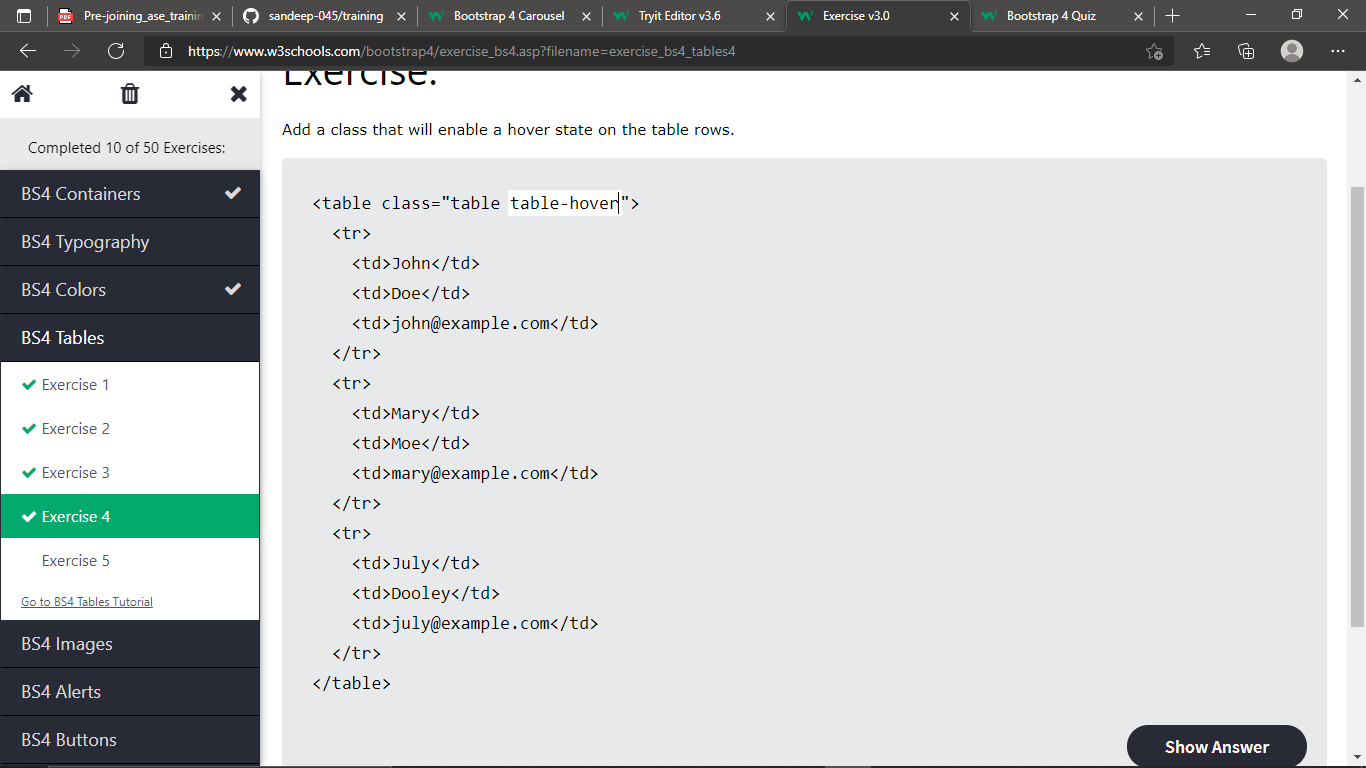 Pre-joining_ase_trainin
sandeep-045/training
Bootstrap 4 Carousel
Tryit Editor v3.6
Exercise v3.0
Bootstrap 4 Quiz
https://www.w3schools.com/bootstrap4/exercise_bs4.asp?filename=exercise_bs4_tables4
Completed 10 of 50 Exercises:
BS4 Containers
BS4 Typography
BS4 Colors
BS4 Tables
Exercise 1
Exercise 2
Exercise 3
Exercise 4
Exercise 5
Go to BS4 Tables Tutorial
BS4 Images
BS4 Alerts
BS4 Buttons
Exercise:
Add a class that will enable a hover state on the table rows.
<table class="table table-hover">
<tr>
<td>John</td>
<td>Doe</td>
<td>john@example.com</td>
</tr>
<tr>
<td>Mary</td>
<td>Moe</td>
<td>mary@example.com</td>
</tr>
<tr>
<td>July</td>
<td>Dooley</td>
<td>july@example.com</td>
</tr>
</table>
Show Answer